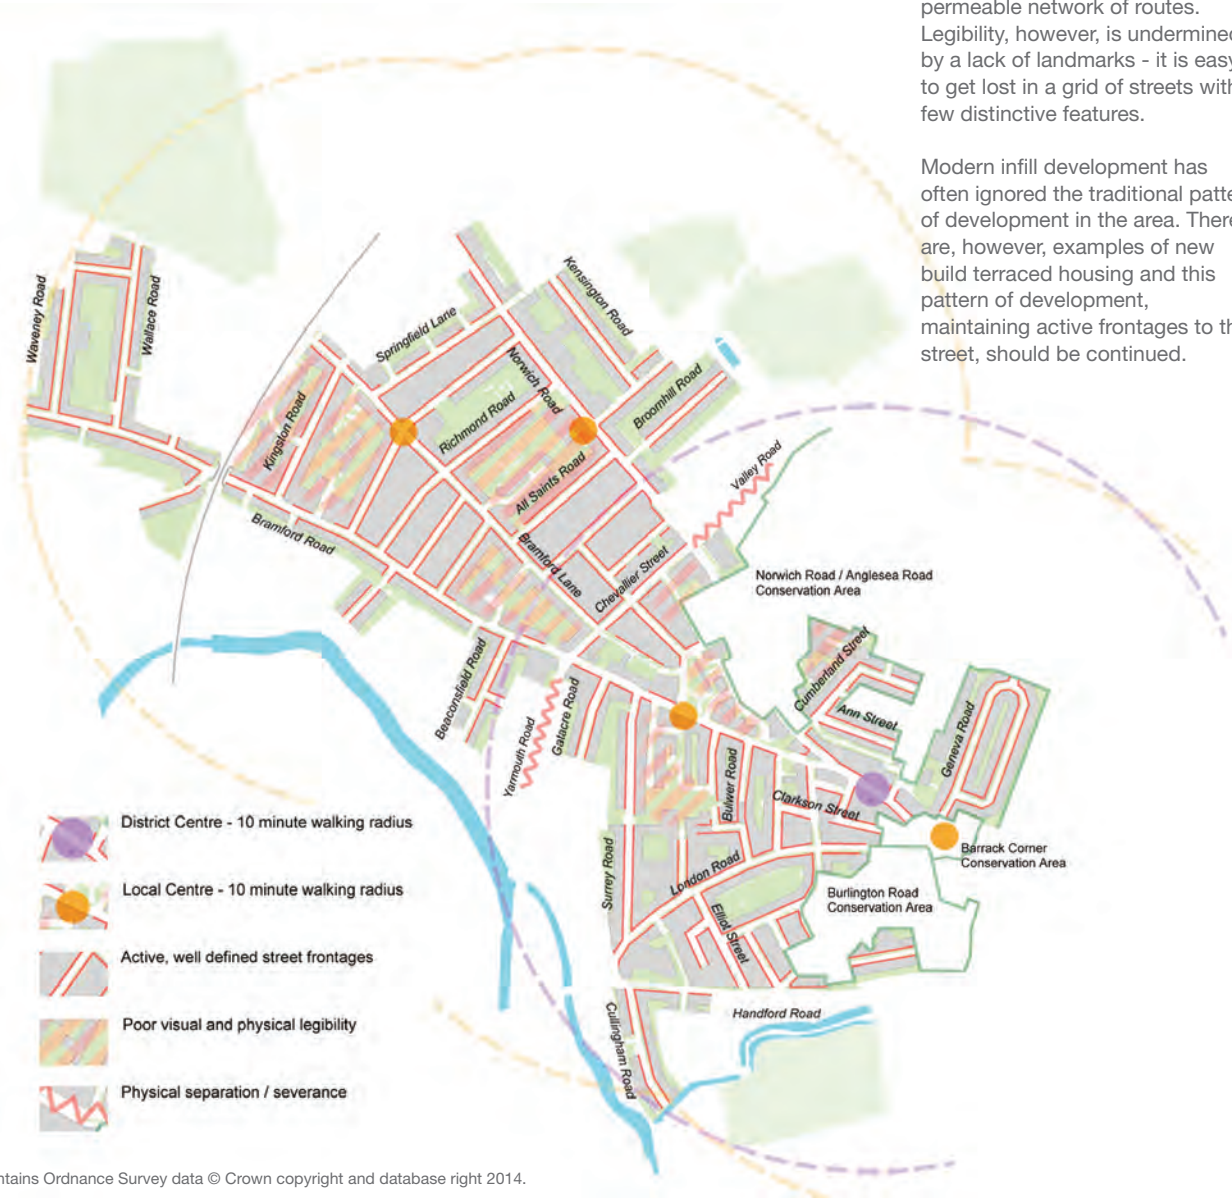 permeable network of routes.
Legibility, however, is undermined
by a lack of landmarks - it is easy
to get lost in a grid of streets with
few distinctive features.
Modern infill development has
often ignored the traditional patte
of development in the area. There
are, however, examples of new
build terraced housing and this
pattern of development,
maintaining active frontages to th
street, should be continued.
Waveney Road
Wallace Road
Springfield Lane
Kensington Road
Norwich Road
Kingston Road
Richmond Road
Broomhill Road
All Saints Road
Valley Road
Bramford Road
Bramford Lane
Chevallier Street
Norwich Road / Anglesea Road
Conservation Area
Beaconsfield Road
Yarmouth Road
Gatacre Road
Cumberland Street
Ann Street
Geneva Road
Bulwer Road
Clarkson Street
Surrey Road
London Road
Elliot Street
Barrack Corner
Conservation Area
Burlington Road
Conservation Area
Handford Road
Cullingham Road
District Centre - 10 minute walking radius
Local Centre - 10 minute walking radius
Active, well defined street frontages
Poor visual and physical legibility
Physical separation / severance
ntains Ordnance Survey data © Crown copyright and database right 2014.